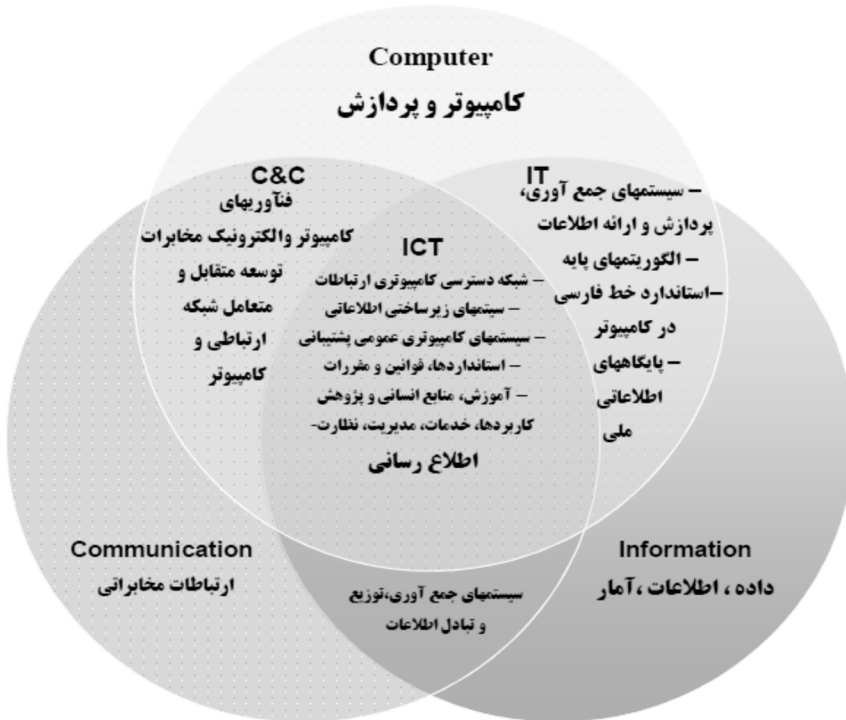 Computer
کامپیوتر و پردازش
C&C
فنآوریهای
کامپیوتر والکترونیک مخابرات
توسعه متقابل و
متعامل شبکه
ارتباطی و
کامپیوتر
IT
– سیستمهای جمع آوری،
پردازش و ارائه اطلاعات
– الگوریتمهای پایه
–استاندارد خط فارسی
در کامپیوتر
– پایگاههای
اطلاعاتی
ملی
ICT
– شبکه دسترسی کامپیوتری ارتباطات
– سیتمهای زیرساختی اطلاعاتی
– سیستمهای کامپیوتری عمومی پشتیبانی
– استانداردها، قوانین و مقررات
– آموزش، منابع انسانی و پژوهش
کاربردها، خدمات، مدیریت، نظارت-
اطلاع رسانی
Communication
ارتباطات مخابراتی
Information
داده ، اطلاعات ،آمار
سیستمهای جمع آوری،توزیع
و تبادل اطلاعات